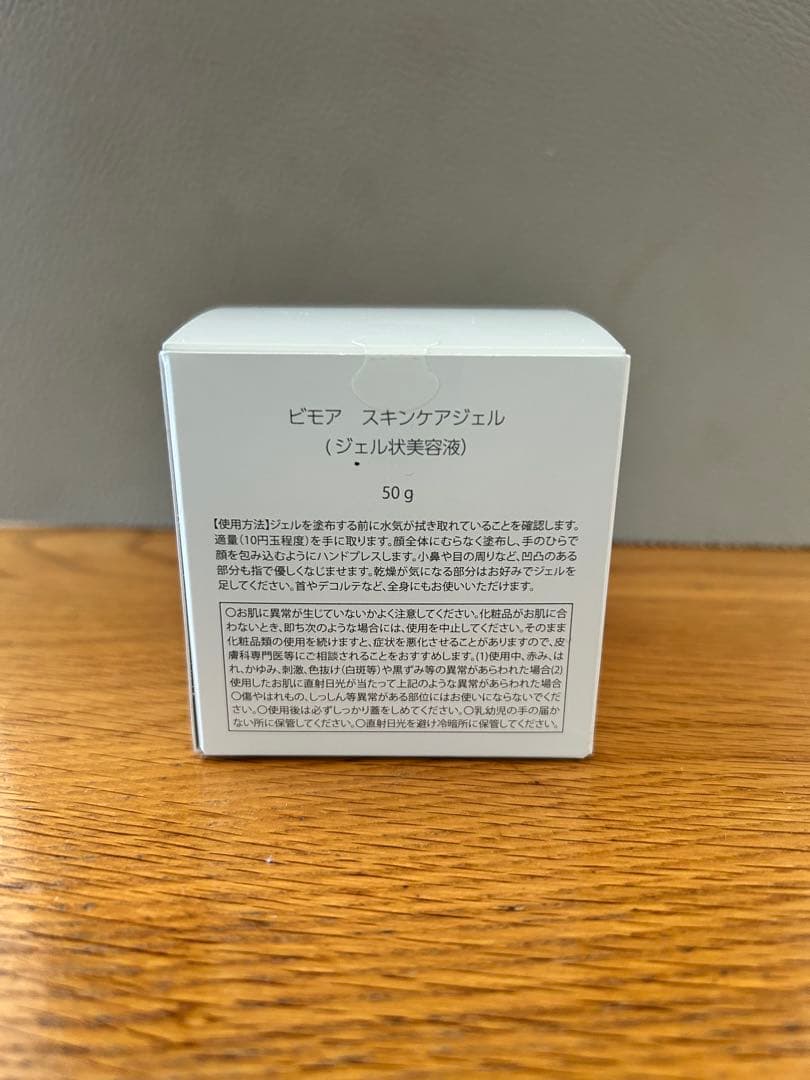 ビモア　スキンケアジェル
(ジェル状美容液)
50 g
【使用方法】ジェルを塗布する前に水気が拭き取れていることを確認します。
適量(10円玉程度)を手に取ります。顔全体にむらなく塗布し、手のひらで
顔を包み込むようにハンドプレスします。小鼻や目の周りなど、凹凸のある
部分も指で優しくなじませます。乾燥が気になる部分はお好みでジェルを
足してください。首やデコルテなど、全身にもお使いいただけます。
○お肌に異常が生じていないかよく注意してください。化粧品がお肌に合
わないとき、即ち次のような場合には、使用を中止してください。そのまま
化粧品類の使用を続けますと、症状を悪化させることがありますので、皮
膚科専門医等にご相談されることをおすすめします。(1)使用中、赤み、は
れ、かゆみ、刺激、色抜け(白斑等)や黒ずみ等の異常があらわれた場合(2)
使用したお肌に直射日光が当たって上記のような異常があらわれた場合
○傷やはれもの、しっしん等異常がある部位にはお使いにならないでくだ
さい。○使用後は必ずしっかり蓋をしめてください。○乳幼児の手の届か
ない所に保管してください。○直射日光を避け冷暗所に保管してください。